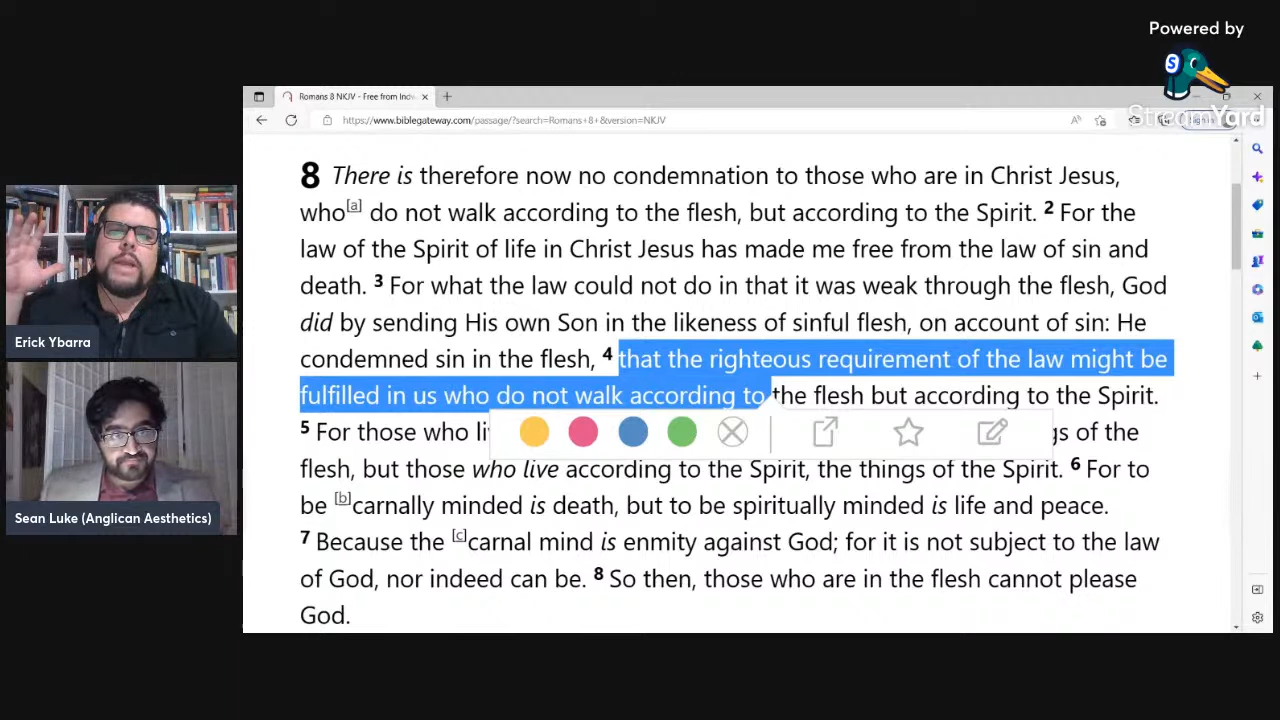 Powered by
StreamYard
Romans 8 NKJV - Free from Indw
https://www.biblegateway.com/passage/?search=Romans+8+&version=NKJV
8 There is therefore now no condemnation to those who are in Christ Jesus,
who[a] do not walk according to the flesh, but according to the Spirit. 2 For the
law of the Spirit of life in Christ Jesus has made me free from the law of sin and
death. 3 For what the law could not do in that it was weak through the flesh, God
did by sending His own Son in the likeness of sinful flesh, on account of sin: He
condemned sin in the flesh, 4 that the righteous requirement of the law might be
fulfilled in us who do not walk according to the flesh but according to the Spirit.
5 For those who li gs of the
flesh, but those who live according to the Spirit, the things of the Spirit. 6 For to
be [b]carnally minded is death, but to be spiritually minded is life and peace.
7 Because the [c]carnal mind is enmity against God; for it is not subject to the law
of God, nor indeed can be. 8 So then, those who are in the flesh cannot please
God.
Erick Ybarra
Sean Luke (Anglican Aesthetics)